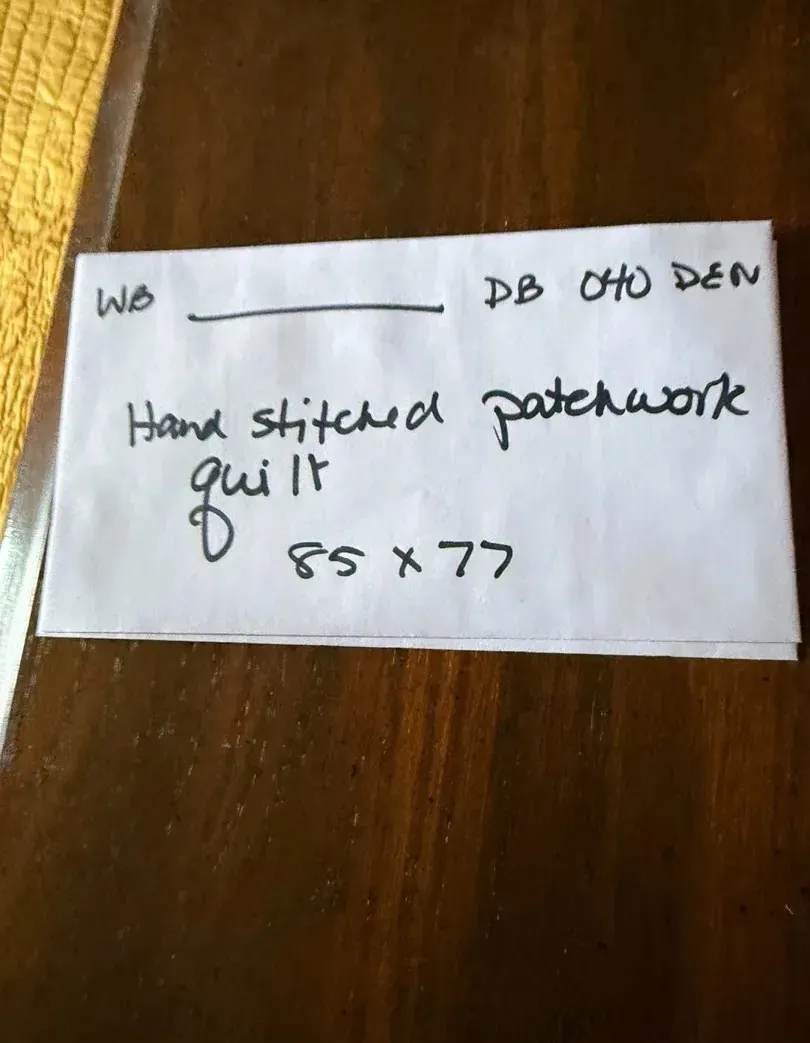 WB ________ DB 040 DEN
Hand stitched patchwork
quilt
85 x 77